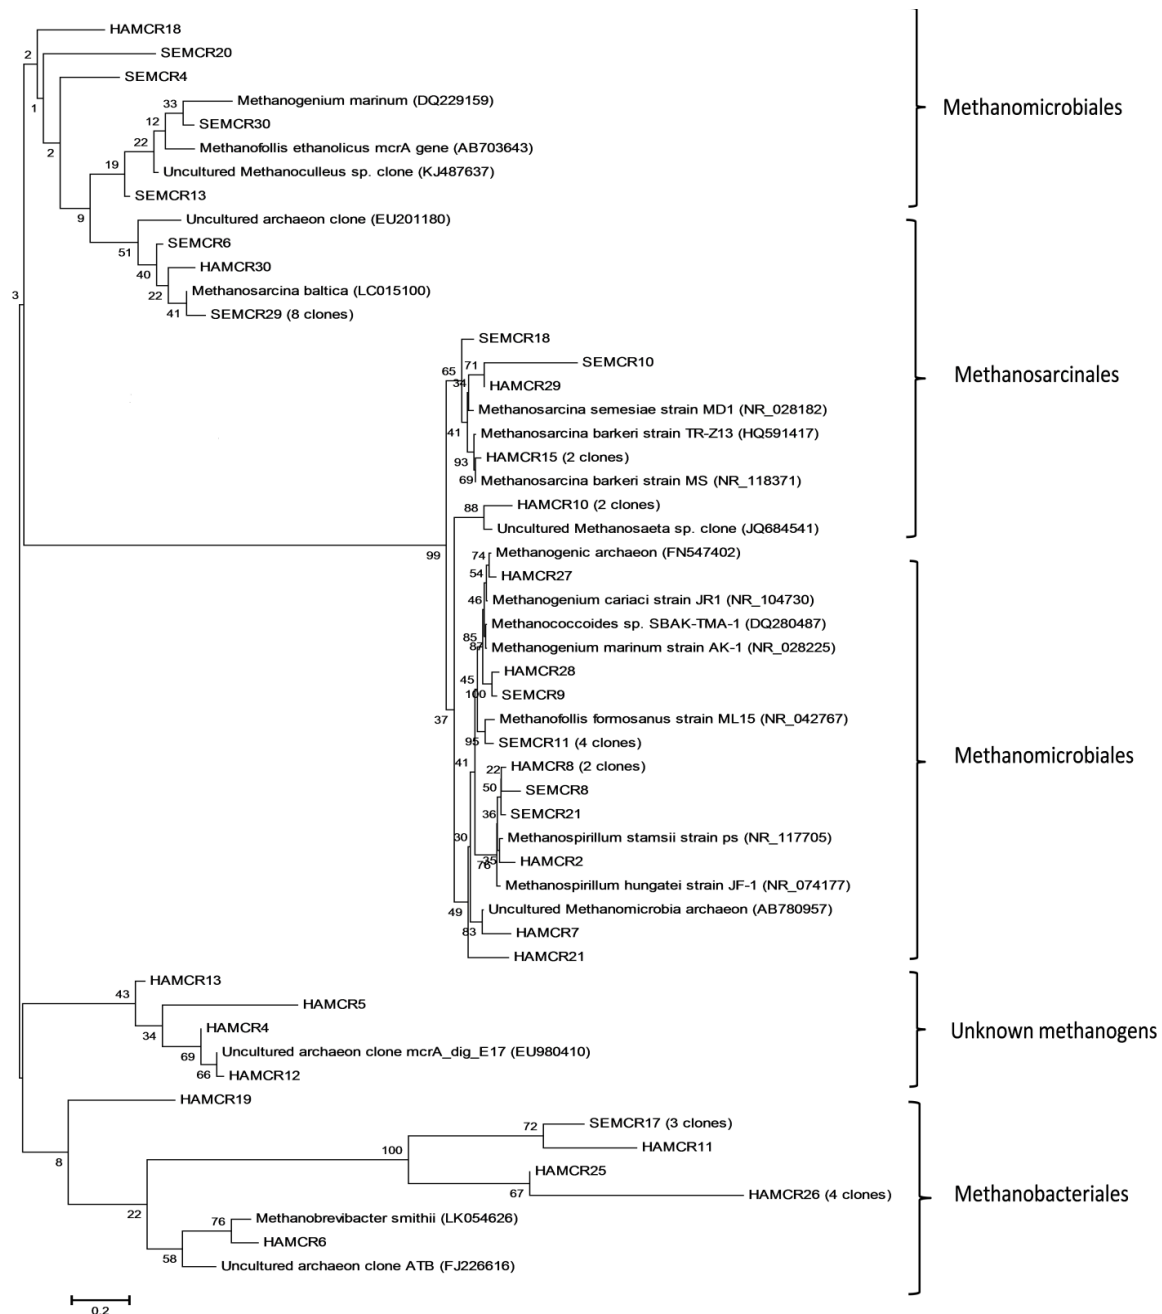 HAMCR18
2
SEMCR20
SEMCR4
1
33
Methanogenium marinum (DQ229159)
Methanomicrobiales
12
SEMCR30
2
22
Methanofollis ethanolicus mcrA gene (AB703643)
19
Uncultured Methanoculleus sp. clone (KJ487637)
SEMCR13
9
Uncultured archaeon clone (EU201180)
51
SEMCR6
40
HAMCR30
22
Methanosarcina baltica (LC015100)
3
41
SEMCR29 (8 clones)
SEMCR18
71
SEMCR10
65
34
HAMCR29
Methanosarcinales
Methanosarcina semesiae strain MD1 (NR_028182)
41
Methanosarcina barkeri strain TR-Z13 (HQ591417)
93
HAMCR15 (2 clones)
69
Methanosarcina barkeri strain MS (NR_118371)
88
HAMCR10 (2 clones)
Uncultured Methanosaeta sp. clone (JQ684541)
99
74
Methanogenic archaeon (FN547402)
54
HAMCR27
46
Methanogenium cariaci strain JR1 (NR_104730)
Methanococcoides sp. SBAK-TMA-1 (DQ280487)
85
87
Methanogenium marinum strain AK-1 (NR_028225)
HAMCR28
45
100
SEMCR9
37
Methanofollis formosanus strain ML15 (NR_042767)
95
SEMCR11 (4 clones)
Methanomicrobiales
41
22
HAMCR8 (2 clones)
50
SEMCR8
36
SEMCR21
30
Methanospirillum stamsii strain ps (NR_117705)
35
76
HAMCR2
Methanospirillum hungatei strain JF-1 (NR_074177)
49
Uncultured Methanomicrobia archaeon (AB780957)
83
HAMCR7
HAMCR21
HAMCR13
43
HAMCR5
34
HAMCR4
Unknown methanogens
69
Uncultured archaeon clone mcrA_dig_E17 (EU980410)
66
HAMCR12
HAMCR19
SEMCR17 (3 clones)
72
HAMCR11
100
8
HAMCR25
67
HAMCR26 (4 clones)
Methanobacteriales
22
76
Methanobrevibacter smithii (LK054626)
HAMCR6
58
Uncultured archaeon clone ATB (FJ226616)
0.2